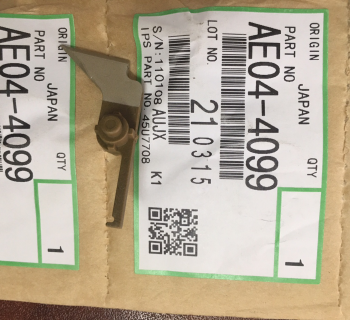 ORIGIN JAPAN
PART NO QTY
AE04-4099
1
ORIGIN JAPAN
PART NO QTY
AE04-4099
1
LOT NO.
210315
S/N:110108 AUJX
IPS PART NO 45U7708 K1